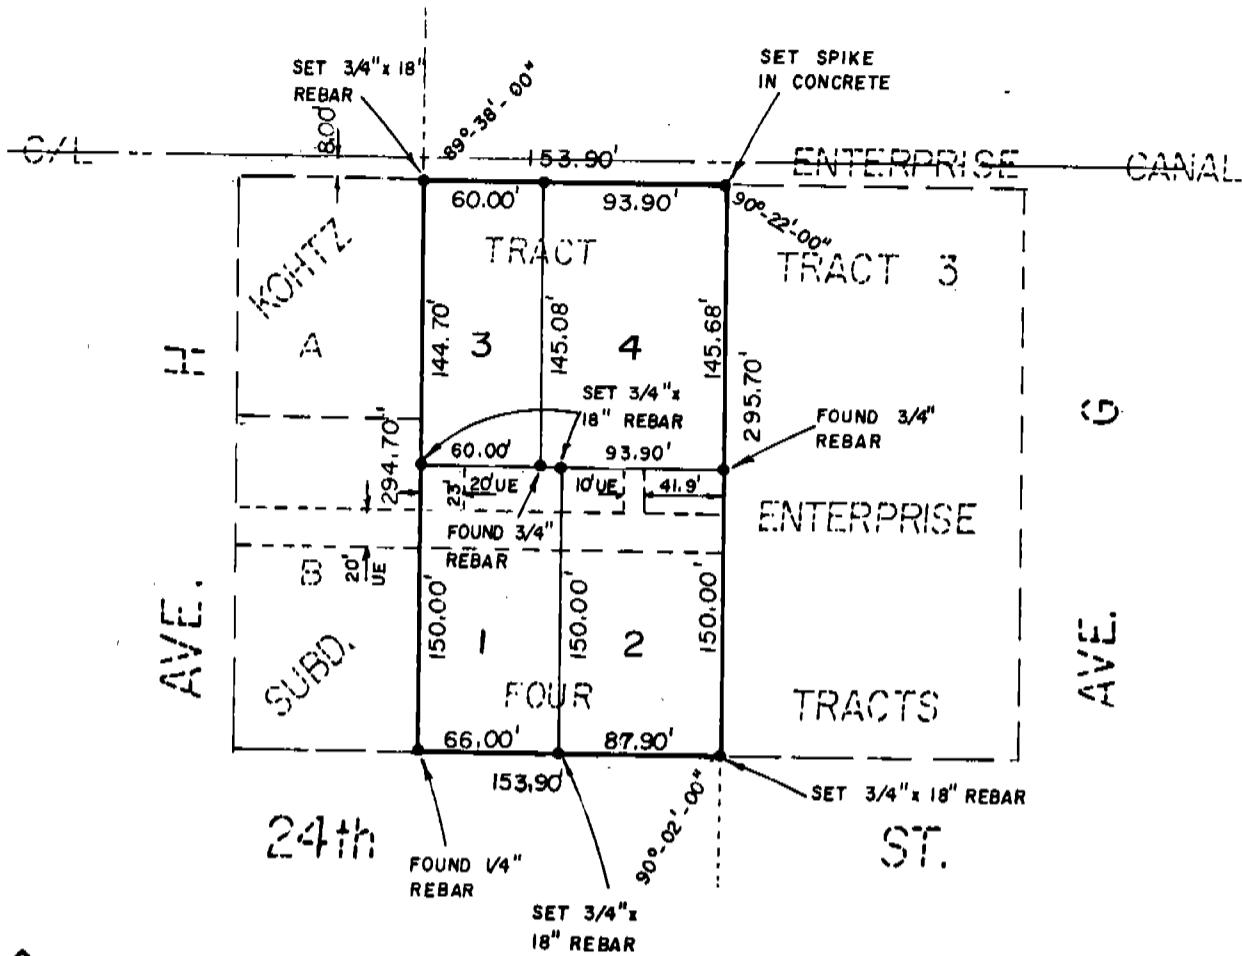 SET 3/4"x 18"
REBAR
89°-38'-00"
SET SPIKE
IN CONCRETE
8.00'
C/L
153.90'
ENTERPRISE
CANAL
60.00'
93.90'
90°-22'-00"
KOHTZ
TRACT
TRACT 3
A
144.70'
3
145.08'
4
145.68'
H
SET 3/4"x
18" REBAR
295.70'
FOUND 3/4"
REBAR
G
294.70'
60.00'
93.90'
23'
20'UE
10'UE
41.9'
FOUND 3/4"
REBAR
ENTERPRISE
B
20'
UE
150.00'
1
150.00'
2
150.00'
AVE.
SUBD.
FOUR
TRACTS
AVE.
66.00'
87.90'
153.90'
SET 3/4"x 18" REBAR
24th
90°-02'-00"
ST.
FOUND 1/4"
REBAR
SET 3/4"x
18" REBAR